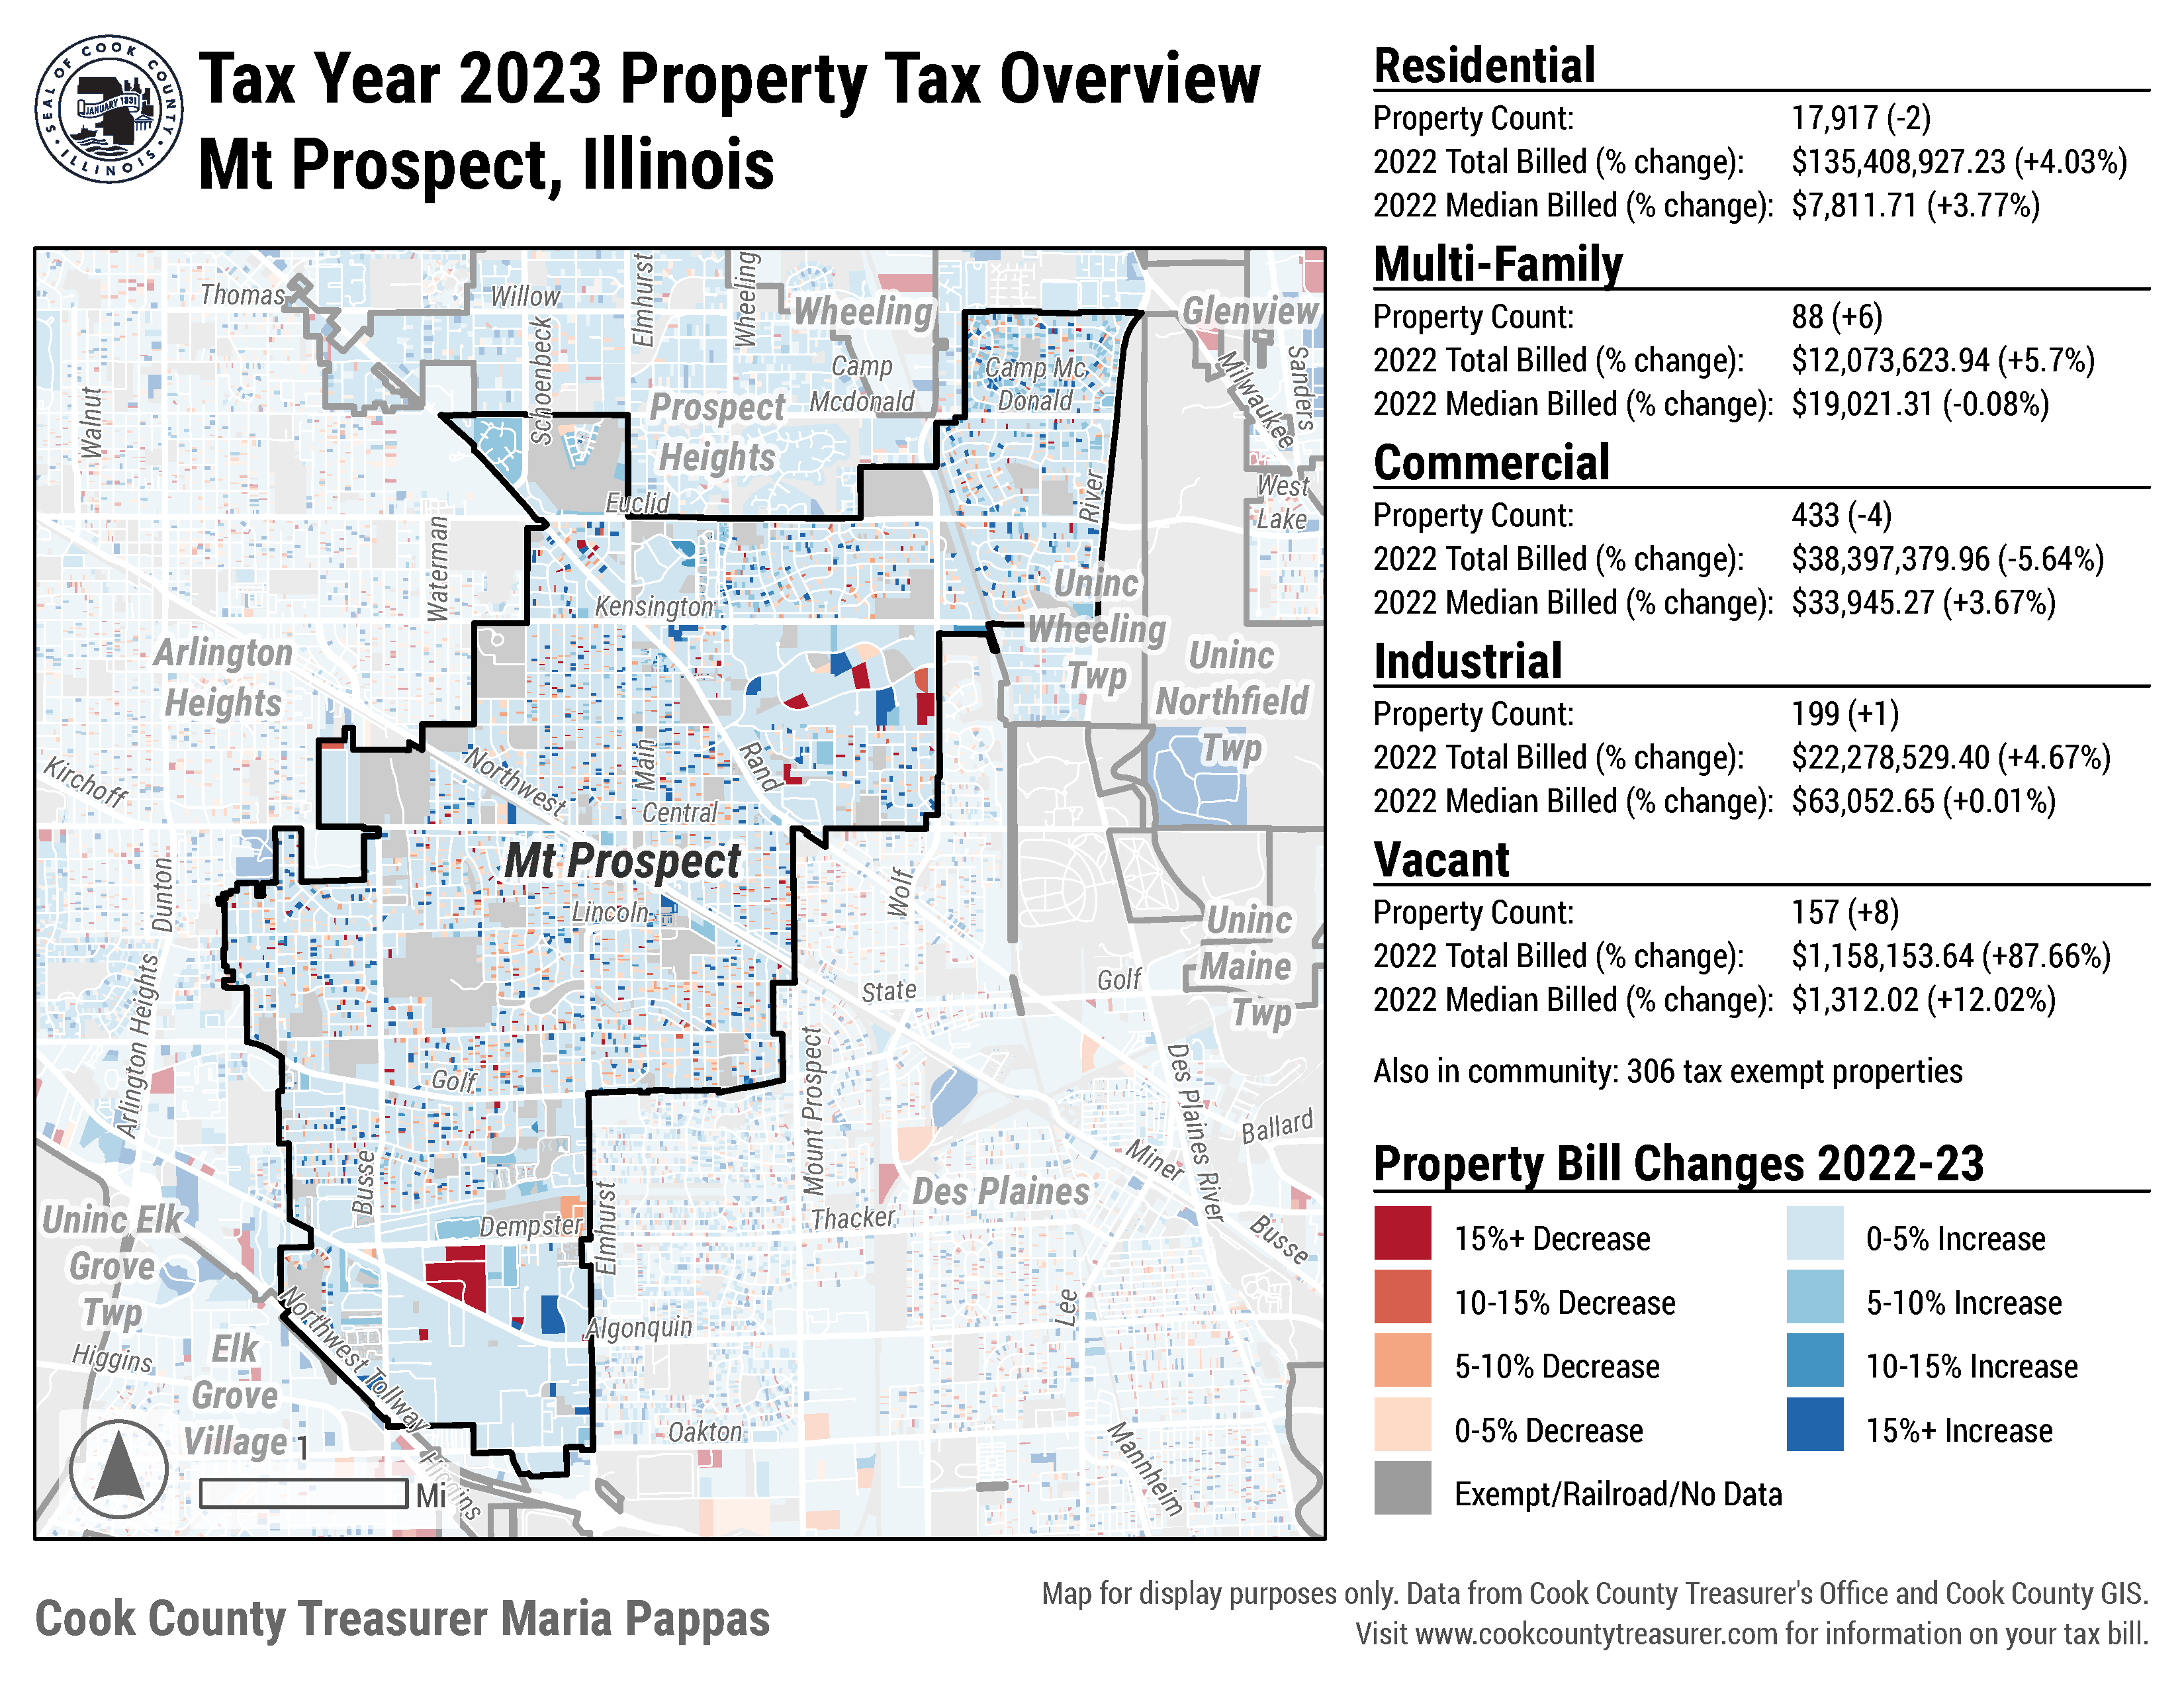 SEAL OF COOK COUNTY ILLINOIS
JANUARY 1831
Tax Year 2023 Property Tax Overview
Mt Prospect, Illinois
Residential
Property Count: 17,917 (-2)
2022 Total Billed (% change): $135,408,927.23 (+4.03%)
2022 Median Billed (% change): $7,811.71 (+3.77%)
Multi-Family
Property Count: 88 (+6)
2022 Total Billed (% change): $12,073,623.94 (+5.7%)
2022 Median Billed (% change): $19,021.31 (-0.08%)
Commercial
Property Count: 433 (-4)
2022 Total Billed (% change): $38,397,379.96 (-5.64%)
2022 Median Billed (% change): $33,945.27 (+3.67%)
Industrial
Property Count: 199 (+1)
2022 Total Billed (% change): $22,278,529.40 (+4.67%)
2022 Median Billed (% change): $63,052.65 (+0.01%)
Vacant
Property Count: 157 (+8)
2022 Total Billed (% change): $1,158,153.64 (+87.66%)
2022 Median Billed (% change): $1,312.02 (+12.02%)
Also in community: 306 tax exempt properties
Property Bill Changes 2022-23
15%+ Decrease
0-5% Increase
10-15% Decrease
5-10% Increase
5-10% Decrease
10-15% Increase
0-5% Decrease
15%+ Increase
Exempt/Railroad/No Data
Thomas
Willow
Elmhurst
Wheeling
Wheeling
Glenview
Schoenbeck
Camp
Mcdonald
Camp Mc
Donald
Milwaukee
Sanders
Walnut
Prospect
Heights
Euclid
River
West
Lake
Waterman
Kensington
Uninc
Wheeling
Twp
Arlington
Heights
Uninc
Northfield
Twp
Kirchoff
Northwest
Main
Rand
Central
Mt Prospect
Dunton
Lincoln
Wolf
Uninc
Maine
Twp
Arlington Heights
State
Golf
Golf
Mount Prospect
Des Plaines River
Ballard
Miner
Busse
Uninc Elk
Grove
Twp
Dempster
Elmhurst
Des Plaines
Thacker
Busse
Northwest Tollway
Algonquin
Lee
Higgins
Elk
Grove
Village
Oakton
Mannheim
Higgins
1
Mi
Cook County Treasurer Maria Pappas
Map for display purposes only. Data from Cook County Treasurer's Office and Cook County GIS.
Visit www.cookcountytreasurer.com for information on your tax bill.